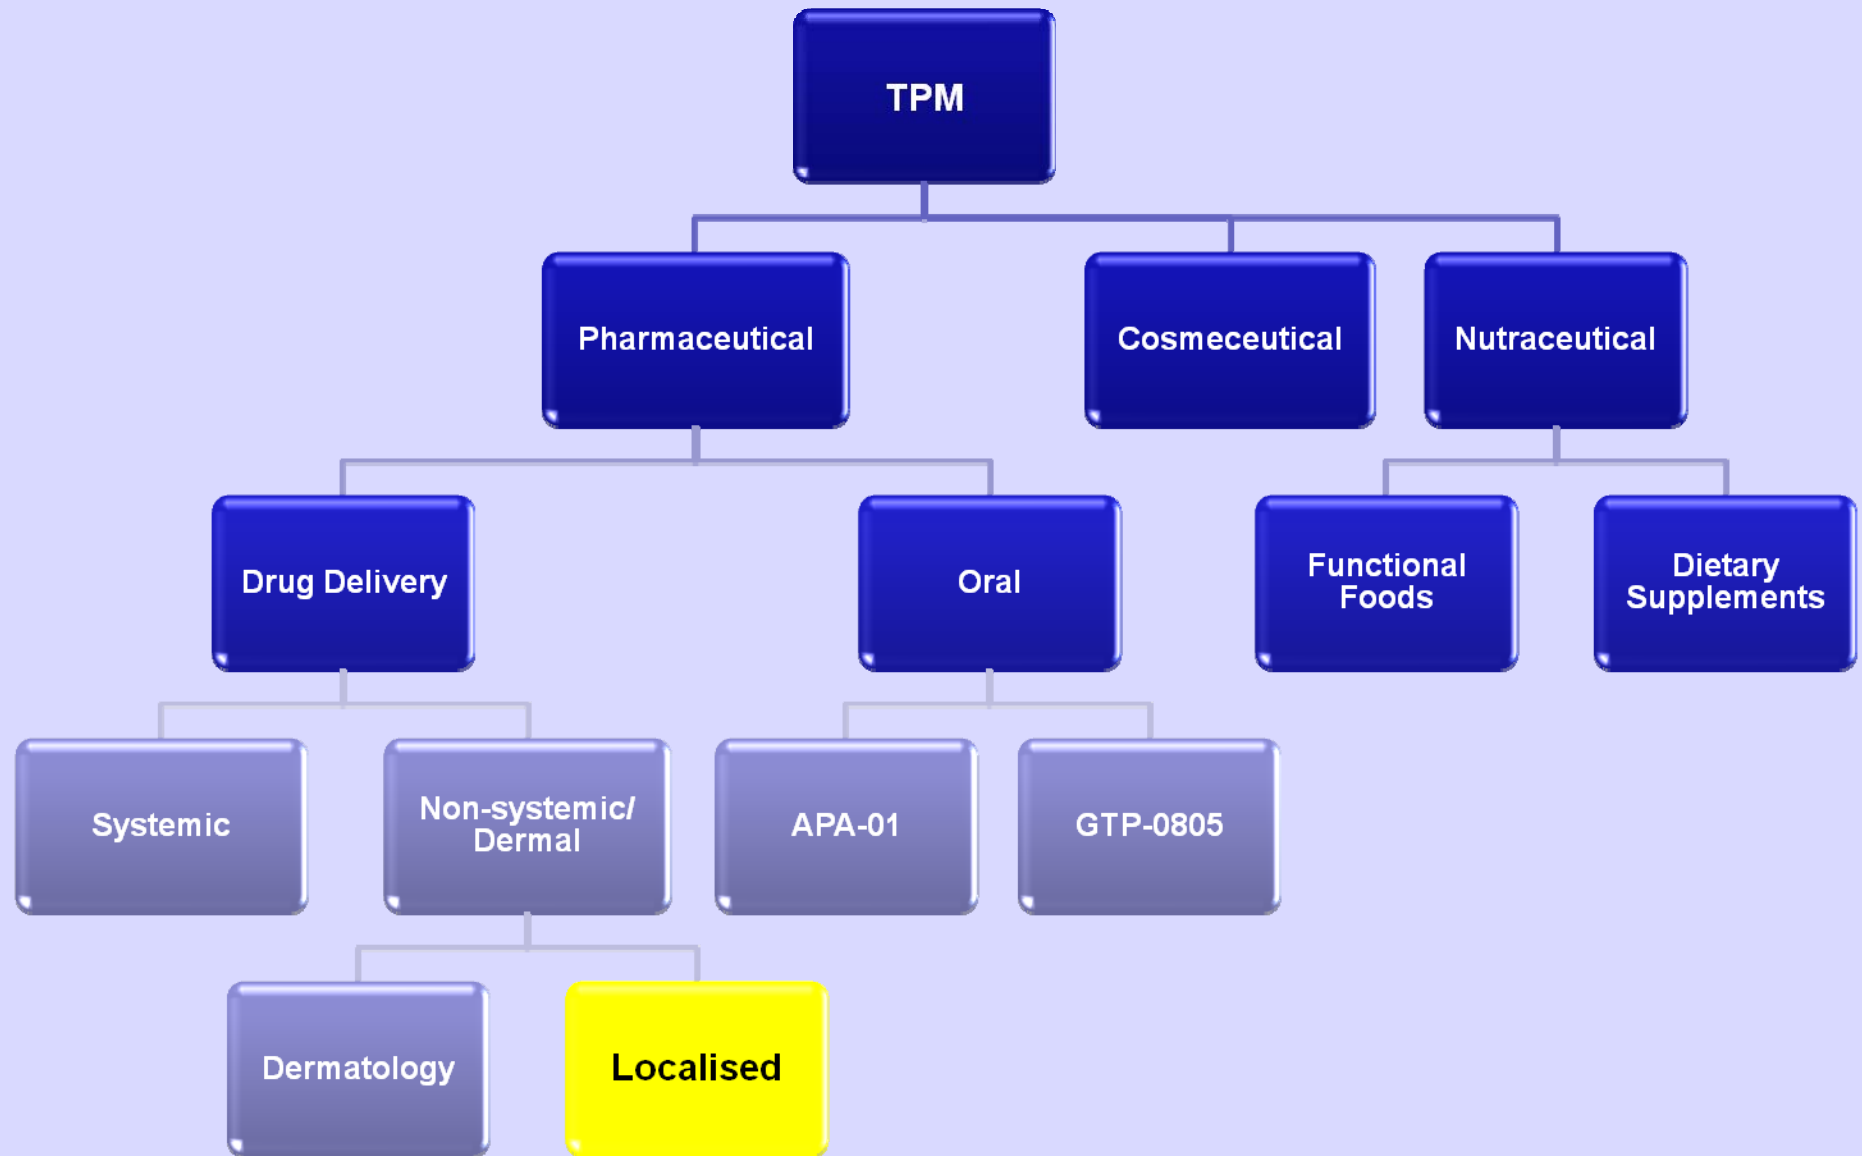 TPM
Pharmaceutical
Cosmeceutical
Nutraceutical
Drug Delivery
Oral
Functional
Foods
Dietary
Supplements
Systemic
Non-systemic/
Dermal
APA-01
GTP-0805
Dermatology
Localised